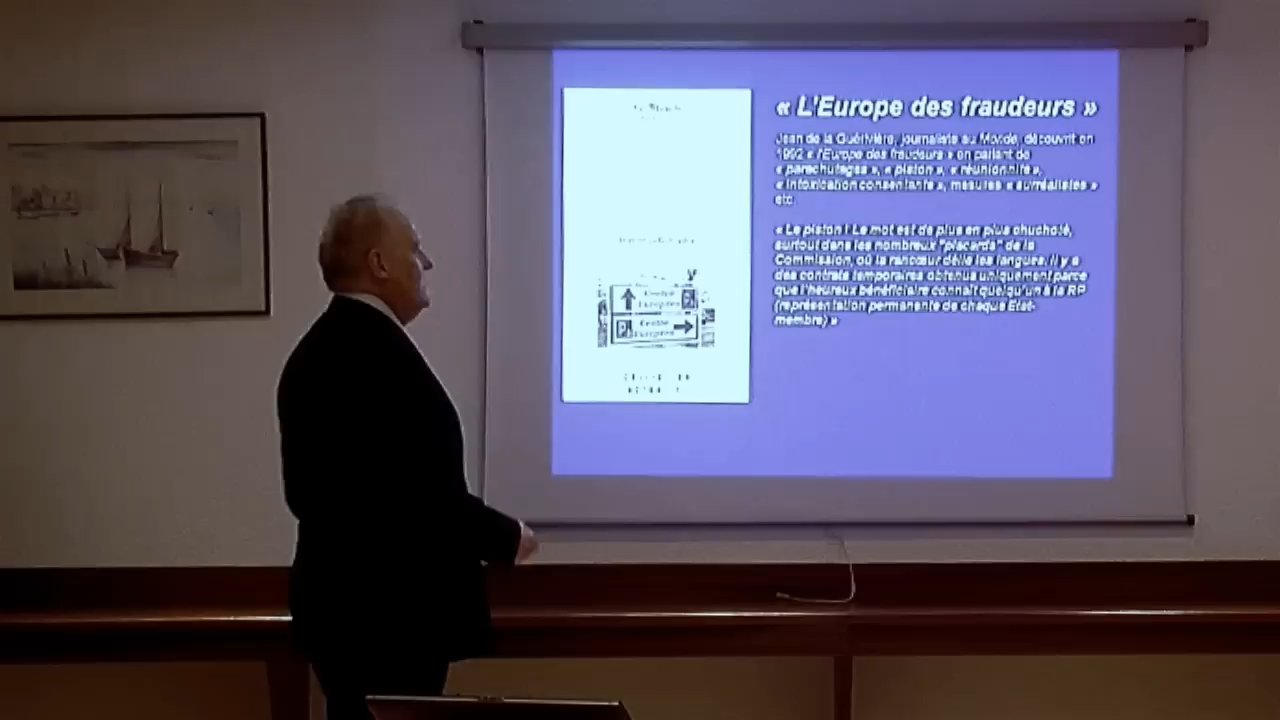 « L'Europe des fraudeurs »
Jean de la Guérivière, journaliste au Monde, découvrit en
1992 « l'Europe des fraudeurs » en parlant de
« parachutages », « piston », « réunionnite »,
« intoxication consentante », mesures « surréalistes »
etc.
« Le piston ! Le mot est de plus en plus chuchoté,
surtout dans les nombreux "placards" de la
Commission, où la rancœur délie les langues. Il y a
des contrats temporaires obtenus uniquement parce
que l'heureux bénéficiaire connaît quelqu'un à la RP
(représentation permanente de chaque Etat-
membre) »